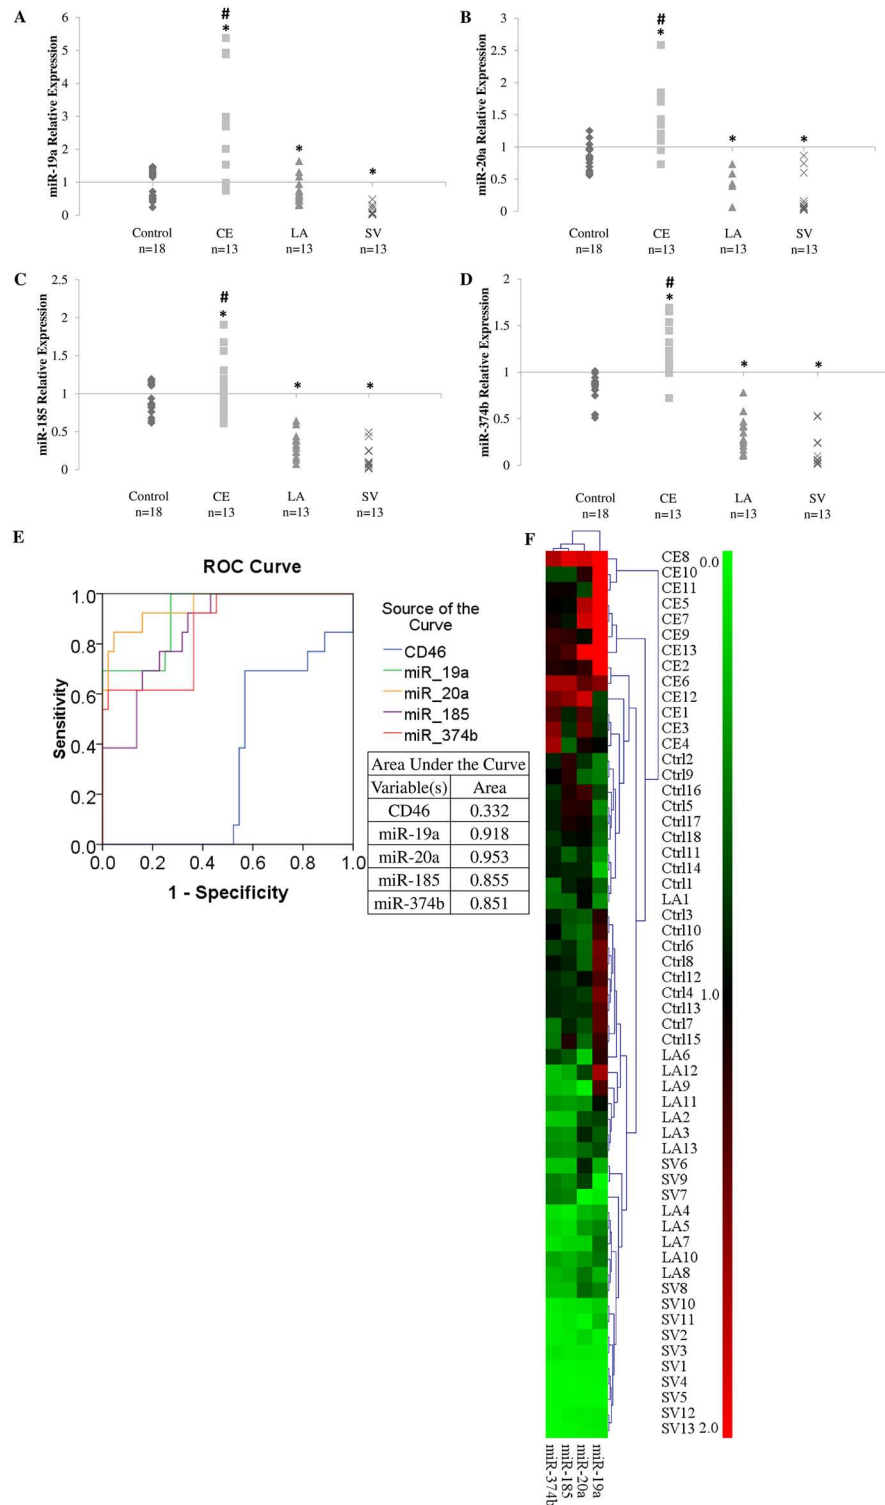 A
miR-19a Relative Expression
6
5
4
3
2
1
0
#
*
*
*
Control
n=18
CE
n=13
LA
n=13
SV
n=13
B
miR-20a Relative Expression
3
2.5
2
1.5
1
0.5
0
#
*
*
*
Control
n=18
CE
n=13
LA
n=13
SV
n=13
C
miR-185 Relative Expression
2.5
2
1.5
1
0.5
0
#
*
*
*
Control
n=18
CE
n=13
LA
n=13
SV
n=13
D
miR-374b Relative Expression
2
1.5
1
0.5
0
#
*
*
*
Control
n=18
CE
n=13
LA
n=13
SV
n=13
E
ROC Curve
Sensitivity
1.0
0.8
0.6
0.4
0.2
0.0
0.0 0.2 0.4 0.6 0.8 1.0
1 - Specificity
Source of the
Curve
CD46
miR_19a
miR_20a
miR_185
miR_374b
Area Under the Curve
Variable(s) Area
CD46 0.332
miR-19a 0.918
miR-20a 0.953
miR-185 0.855
miR-374b 0.851
F
CE8
CE10
CE11
CE5
CE7
CE9
CE13
CE2
CE6
CE12
CE1
CE3
CE4
Ctrl2
Ctrl9
Ctrl16
Ctrl5
Ctrl17
Ctrl18
Ctrl11
Ctrl14
Ctrl1
LA1
Ctrl3
Ctrl10
Ctrl6
Ctrl8
Ctrl12
Ctrl4
Ctrl13
Ctrl7
Ctrl15
LA6
LA12
LA9
LA11
LA2
LA3
LA13
SV6
SV9
SV7
LA4
LA5
LA7
LA10
LA8
SV8
SV10
SV11
SV2
SV3
SV1
SV4
SV5
SV12
SV13
0.0
1.0
2.0
miR-374b
miR-185
miR-20a
miR-19a